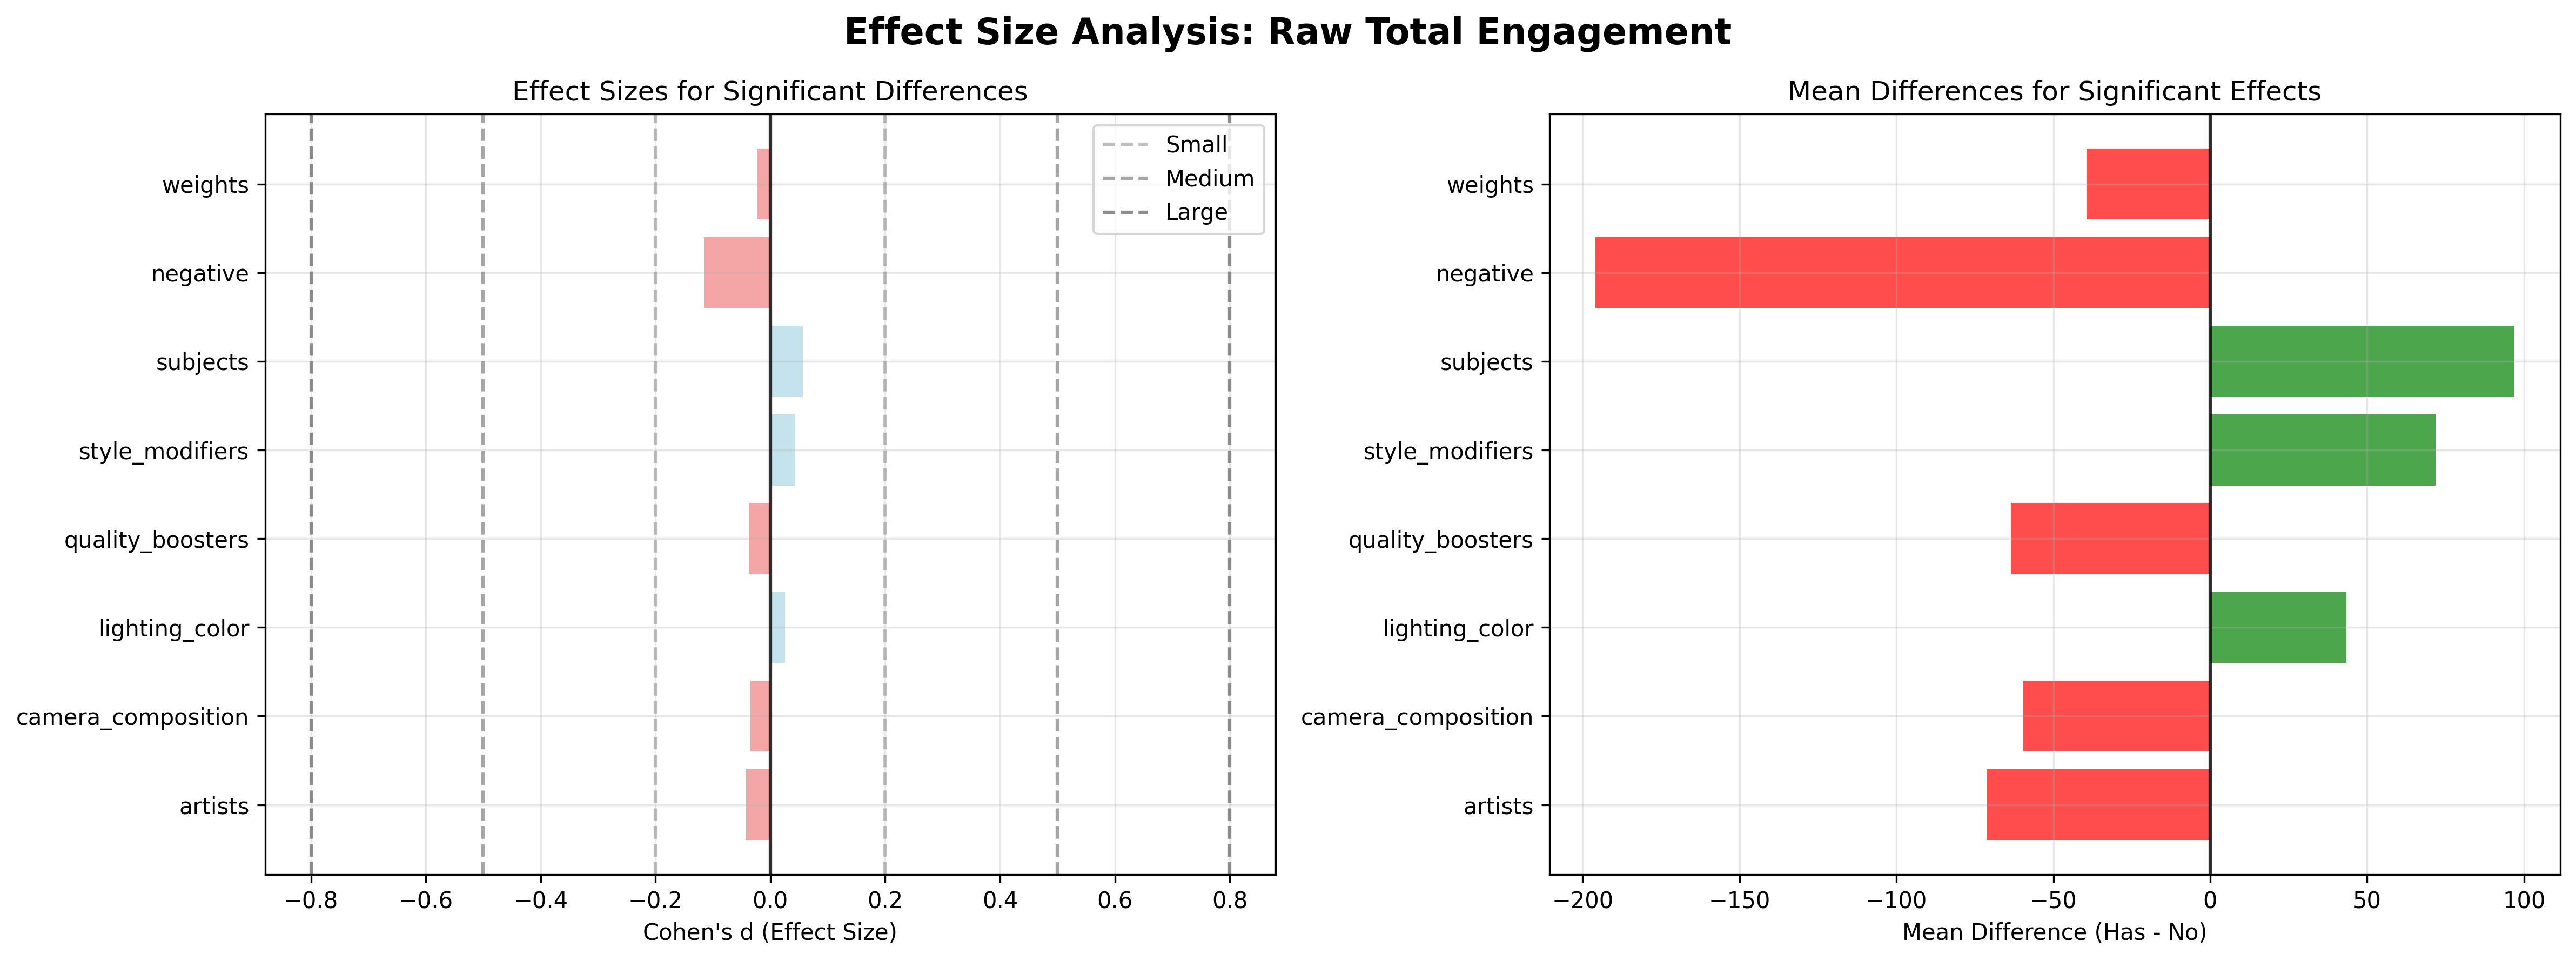 Effect Size Analysis: Raw Total Engagement
Effect Sizes for Significant Differences
Small
Medium
Large
weights
negative
subjects
style_modifiers
quality_boosters
lighting_color
camera_composition
artists
−0.8 −0.6 −0.4 −0.2 0.0 0.2 0.4 0.6 0.8
Cohen's d (Effect Size)
Mean Differences for Significant Effects
weights
negative
subjects
style_modifiers
quality_boosters
lighting_color
camera_composition
artists
−200 −150 −100 −50 0 50 100
Mean Difference (Has - No)